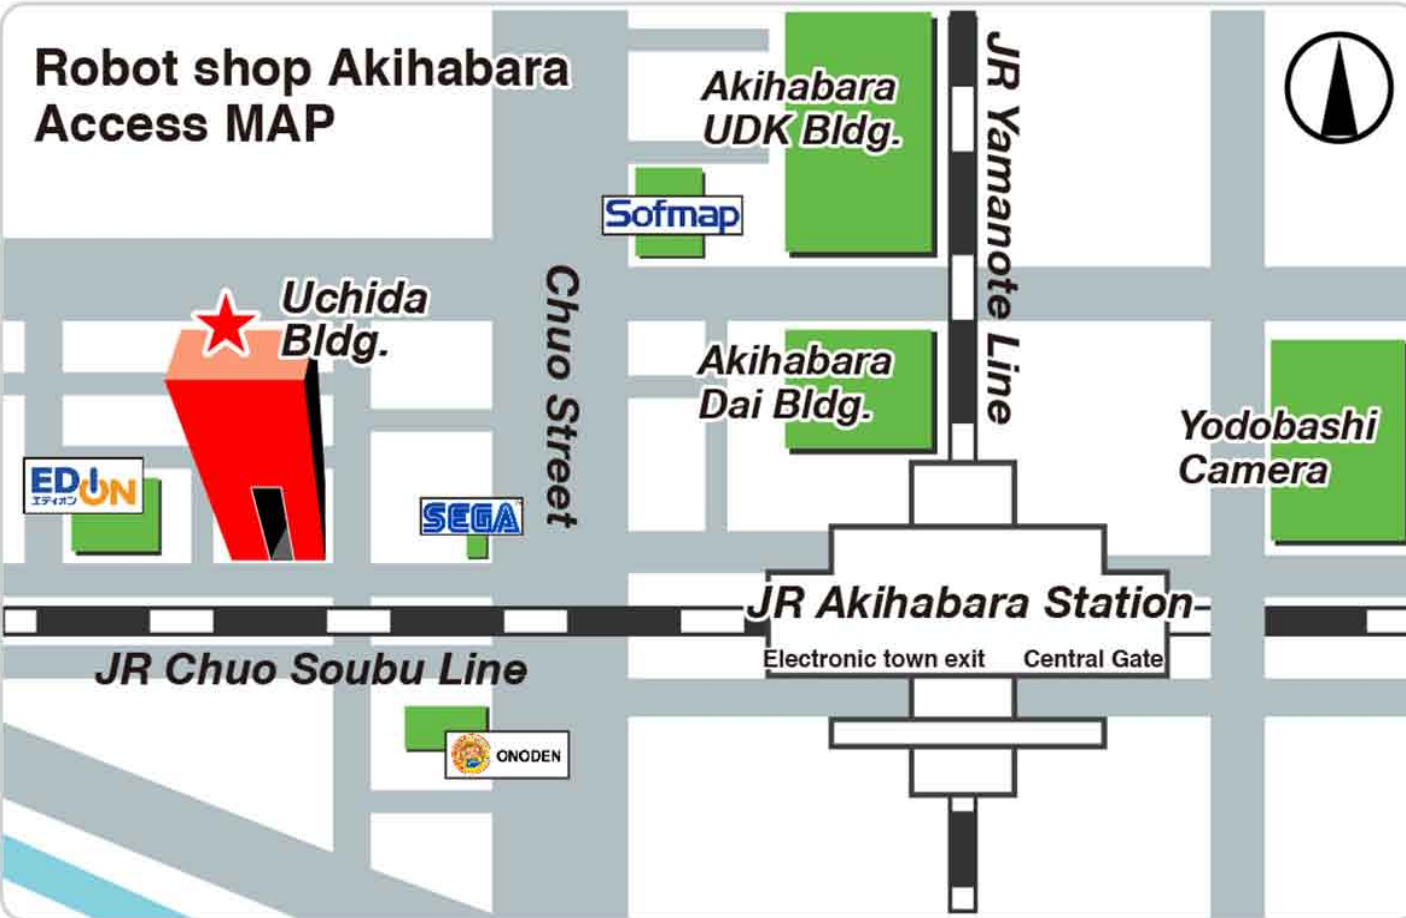 Robot shop Akihabara
Access MAP
Akihabara
UDK Bldg.
JR Yamanote Line
Sofmap
Uchida
Bldg.
Chuo Street
Akihabara
Dai Bldg.
Yodobashi
Camera
EDION
エディオン
SEGA
JR Akihabara Station
Electronic town exit
Central Gate
JR Chuo Soubu Line
ONODEN